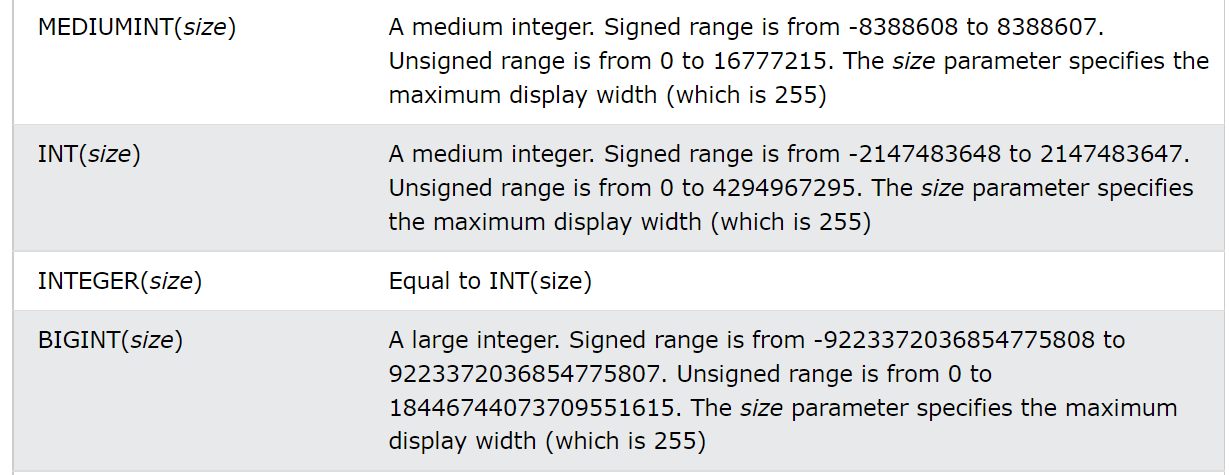 MEDIUMINT(size)
A medium integer. Signed range is from -8388608 to 8388607.
Unsigned range is from 0 to 16777215. The size parameter specifies the
maximum display width (which is 255)
INT(size)
A medium integer. Signed range is from -2147483648 to 2147483647.
Unsigned range is from 0 to 4294967295. The size parameter specifies
the maximum display width (which is 255)
INTEGER(size)
Equal to INT(size)
BIGINT(size)
A large integer. Signed range is from -9223372036854775808 to
9223372036854775807. Unsigned range is from 0 to
18446744073709551615. The size parameter specifies the maximum
display width (which is 255)